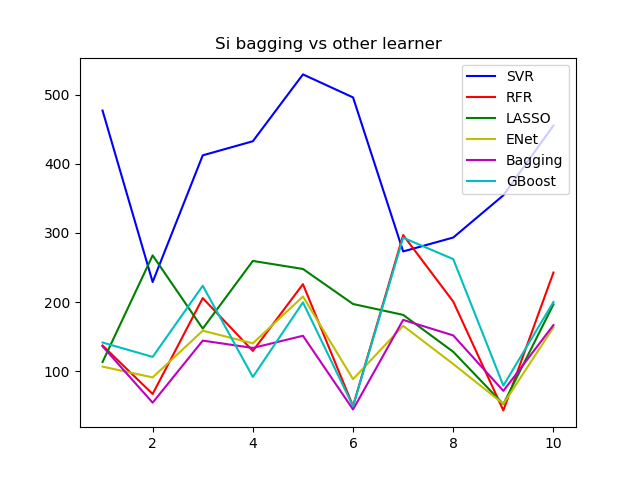 Si bagging vs other learner
SVR
RFR
LASSO
ENet
Bagging
GBoost
500
400
300
200
100
2 4 6 8 10